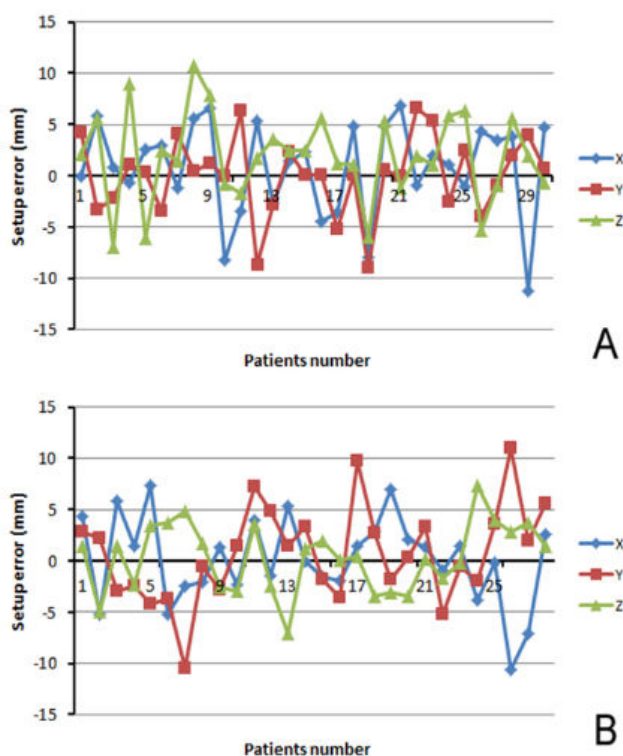 15
10
5
0
-5
-10
-15
Setup error (mm)
1 5 9 13 17 21 25 29
Patients number
X
Y
Z
A
15
10
5
0
-5
-10
-15
Setup error (mm)
1 5 9 13 17 21 25
Patients number
X
Y
Z
B